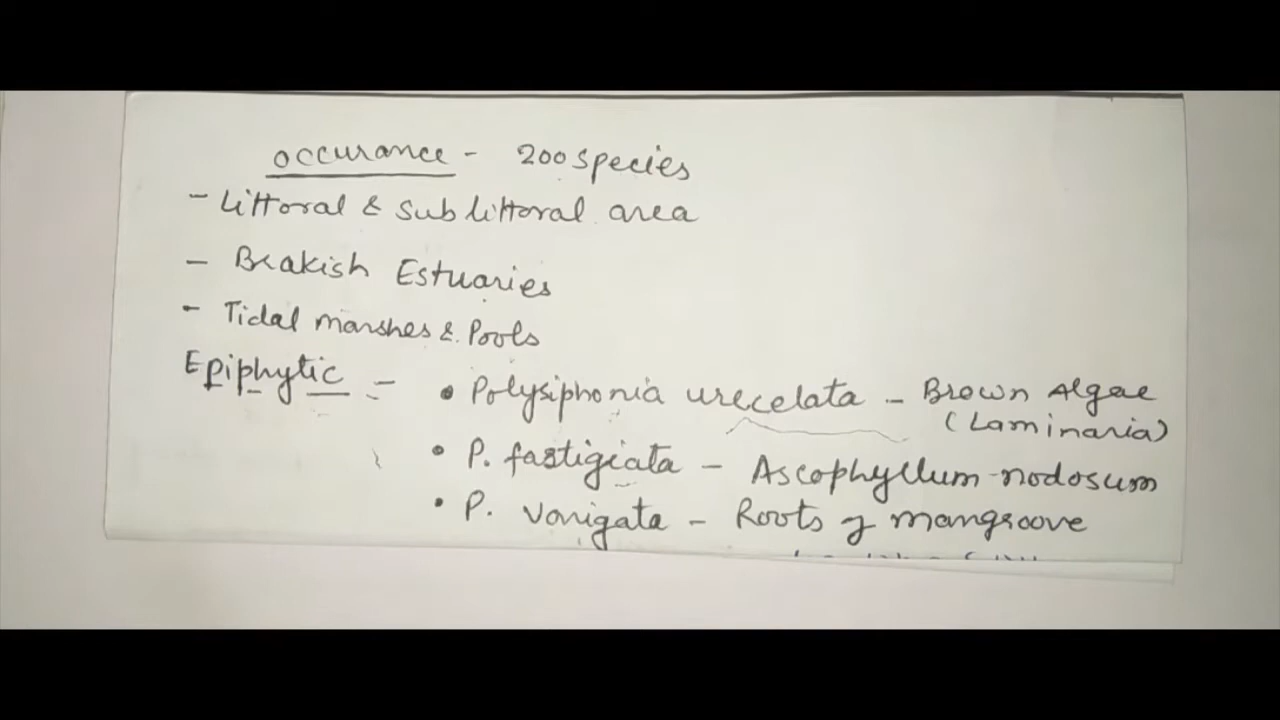 occurance - 200 species
- Littoral & Sub littoral area
- Brakish Estuaries
- Tidal marshes & Pools
Epiphytic - • Polysiphonia urecelata - Brown Algae
(Laminaria)
• P. fastigiata - Ascophyllum nodosum
• P. varigata - Roots of mangroove